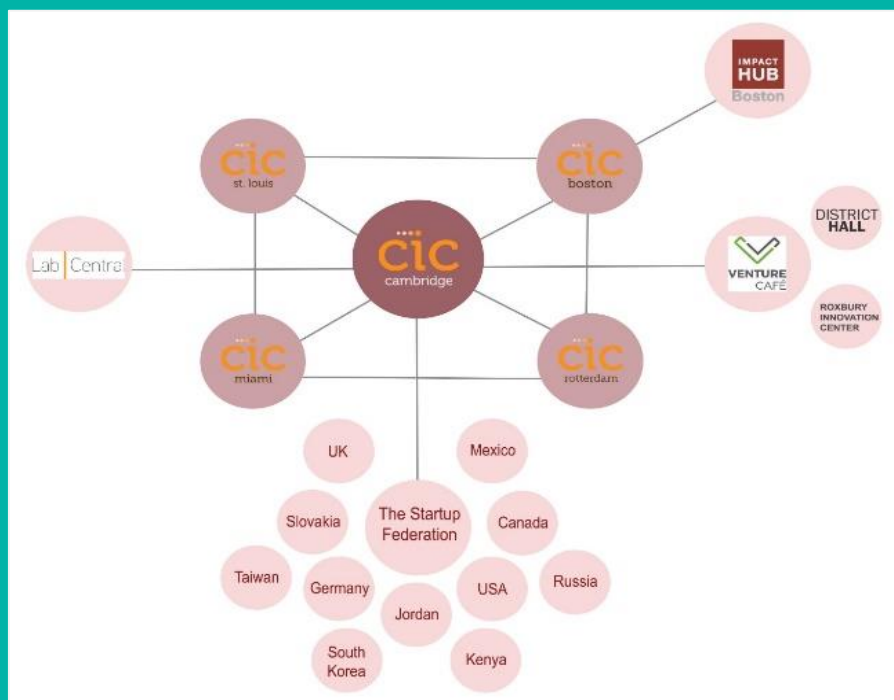 IMPACT
HUB
Boston
cic
st. louis
cic
boston
DISTRICT
HALL
Lab Central
cic
cambridge
VENTURE
CAFÉ
ROXBURY
INNOVATION
CENTER
cic
miami
cic
rotterdam
UK
Mexico
The Startup
Federation
Slovakia
Canada
Taiwan
Germany
USA
Russia
Jordan
South
Korea
Kenya